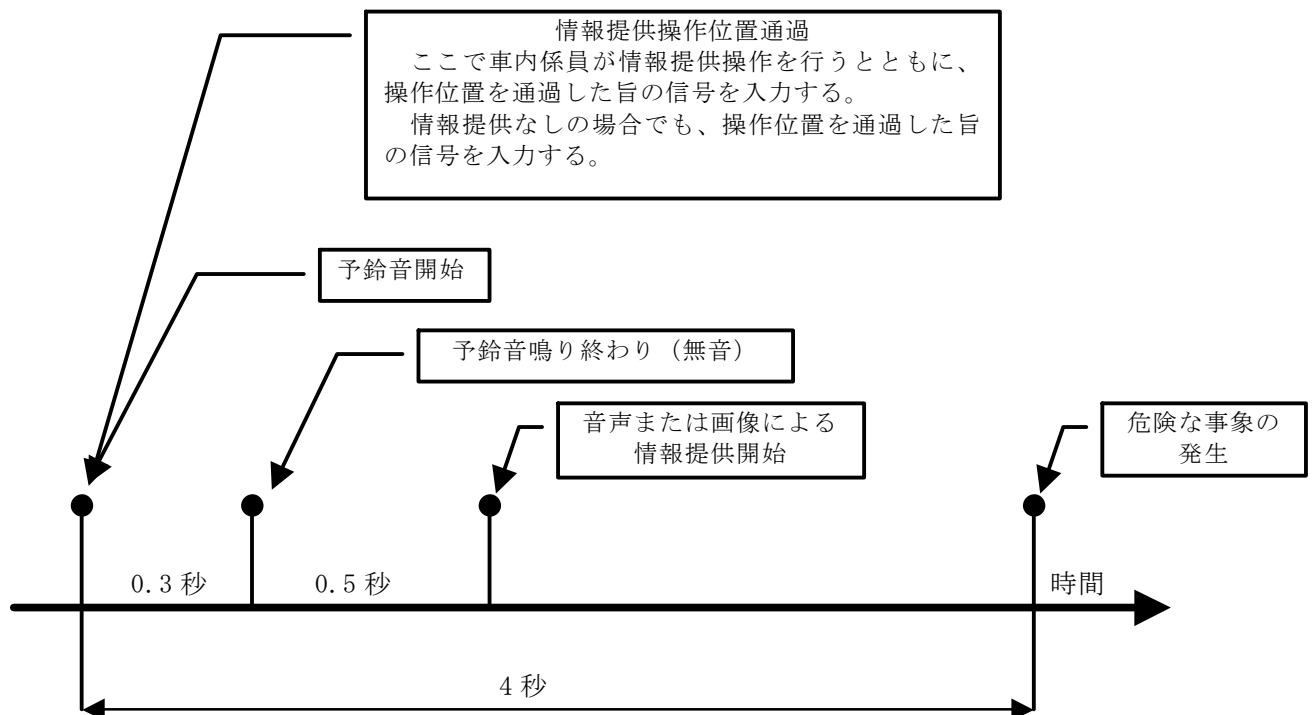 情報提供操作位置通過
　ここで車内係員が情報提供操作を行うとともに、
操作位置を通過した旨の信号を入力する。
　情報提供なしの場合でも、操作位置を通過した旨
の信号を入力する。
予鈴音開始
予鈴音鳴り終わり（無音）
音声または画像による
情報提供開始
危険な事象の
発生
0.3秒
0.5秒
時間
4秒